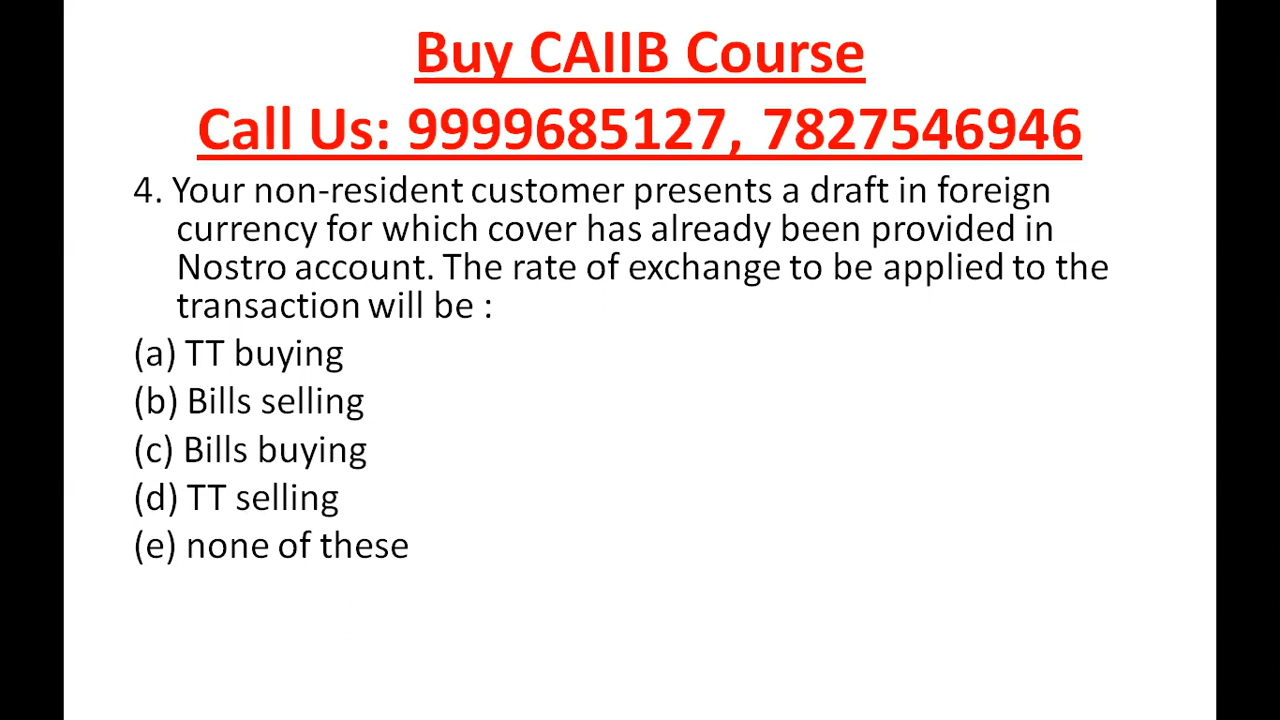 Buy CAIIB Course
Call Us: 9999685127, 7827546946
4. Your non-resident customer presents a draft in foreign
currency for which cover has already been provided in
Nostro account. The rate of exchange to be applied to the
transaction will be :
(a) TT buying
(b) Bills selling
(c) Bills buying
(d) TT selling
(e) none of these